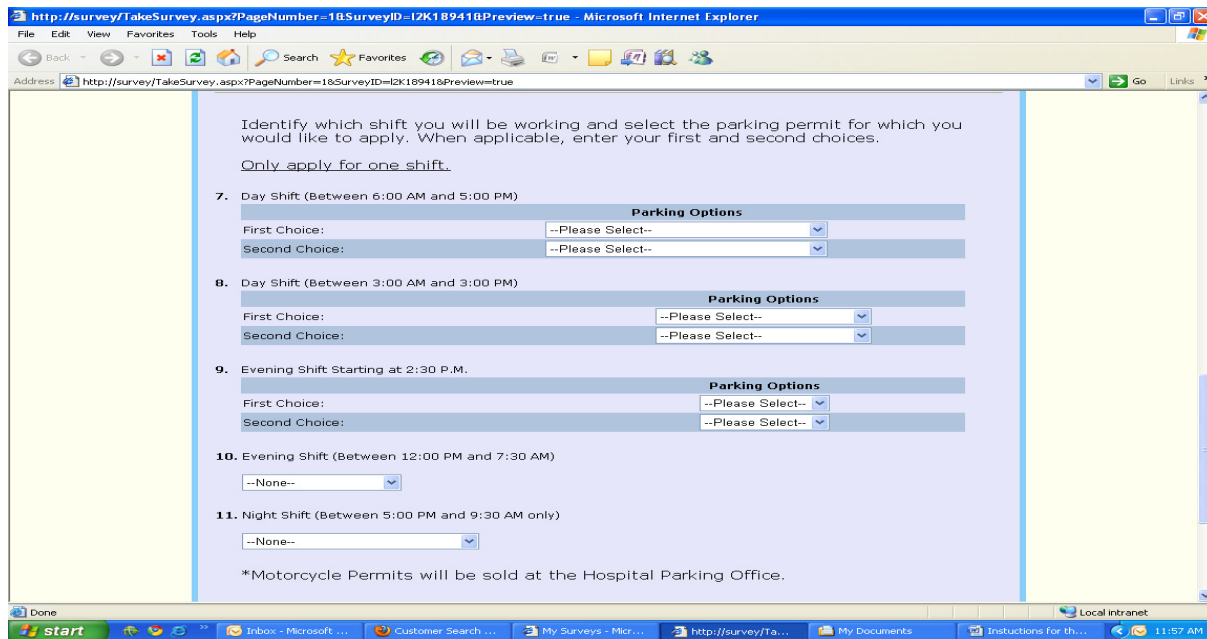 http://survey/TakeSurvey.aspx?PageNumber=1&SurveyID=l2K18941&Preview=true - Microsoft Internet Explorer
File Edit View Favorites Tools Help
Back Search Favorites
Address http://survey/TakeSurvey.aspx?PageNumber=1&SurveyID=l2K18941&Preview=true Go Links
Identify which shift you will be working and select the parking permit for which you
would like to apply. When applicable, enter your first and second choices.
Only apply for one shift.
7. Day Shift (Between 6:00 AM and 5:00 PM)
Parking Options
First Choice: --Please Select--
Second Choice: --Please Select--
8. Day Shift (Between 3:00 AM and 3:00 PM)
Parking Options
First Choice: --Please Select--
Second Choice: --Please Select--
9. Evening Shift Starting at 2:30 P.M.
Parking Options
First Choice: --Please Select--
Second Choice: --Please Select--
10. Evening Shift (Between 12:00 PM and 7:30 AM)
--None--
11. Night Shift (Between 5:00 PM and 9:30 AM only)
--None--
*Motorcycle Permits will be sold at the Hospital Parking Office.
Done Local intranet
start Inbox - Microsoft ... Customer Search ... My Surveys - Micr... http://survey/Ta... My Documents Instuctions for th... 11:57 AM